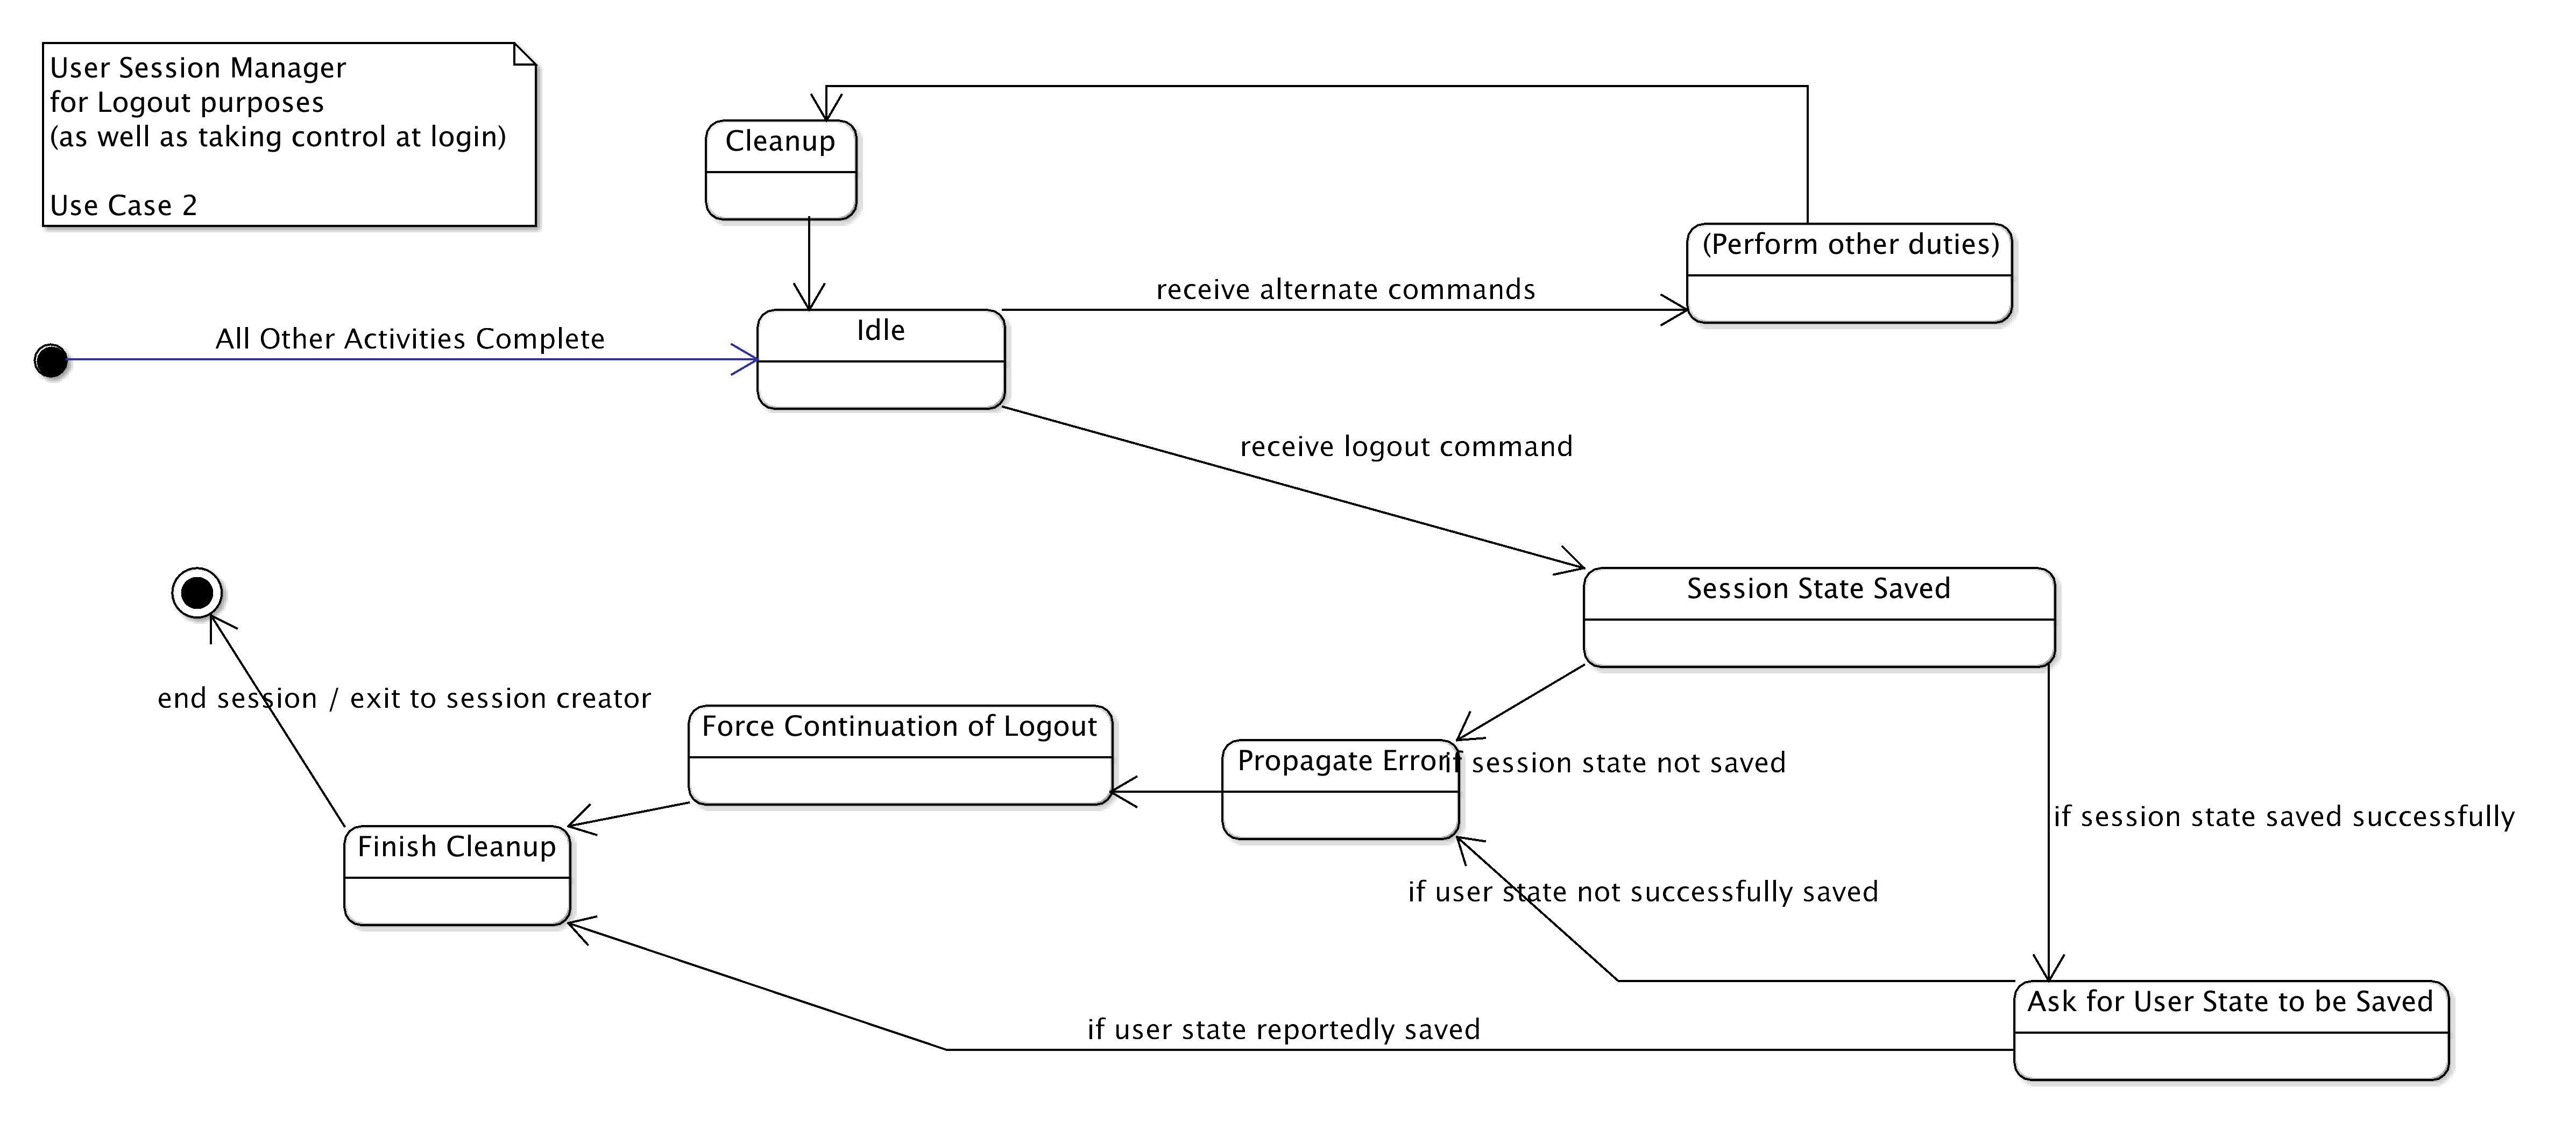 User Session Manager
for Logout purposes
(as well as taking control at login)
Use Case 2
Cleanup
(Perform other duties)
receive alternate commands
Idle
All Other Activities Complete
receive logout command
Session State Saved
end session / exit to session creator
Force Continuation of Logout
Propagate Error
if session state not saved
if session state saved successfully
Finish Cleanup
if user state not successfully saved
Ask for User State to be Saved
if user state reportedly saved